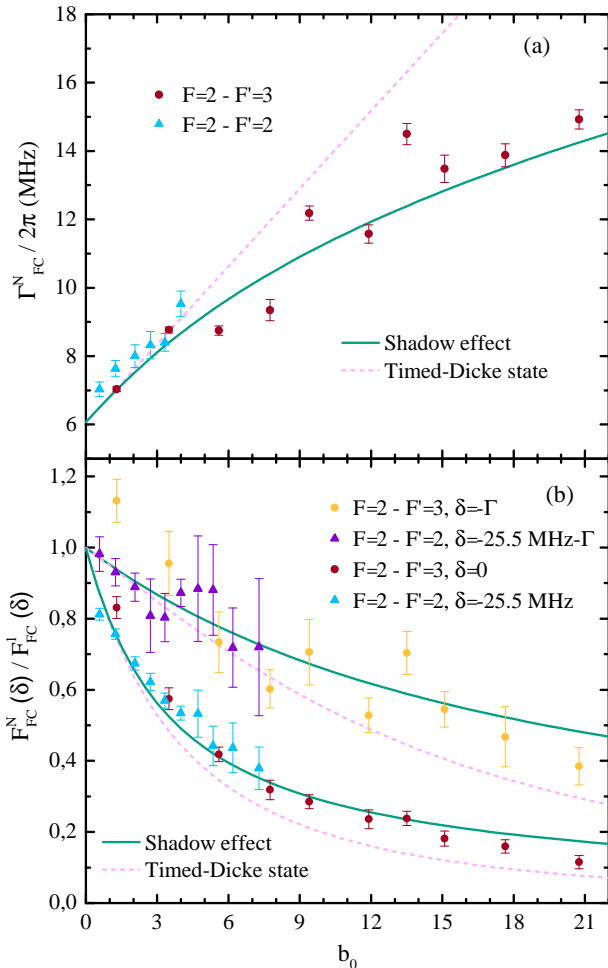 18
(a)
16
F=2 - F'=3
F=2 - F'=2
14
Γ^N_FC / 2π (MHz)
12
10
Shadow effect
8
Timed-Dicke state
6
1,2
(b)
F=2 - F'=3, δ=-Γ
F=2 - F'=2, δ=-25.5 MHz-Γ
1,0
F=2 - F'=3, δ=0
F=2 - F'=2, δ=-25.5 MHz
0,8
F^N_FC (δ) / F^1_FC (δ)
0,6
0,4
0,2
Shadow effect
Timed-Dicke state
0,0
0 3 6 9 12 15 18 21
b_0